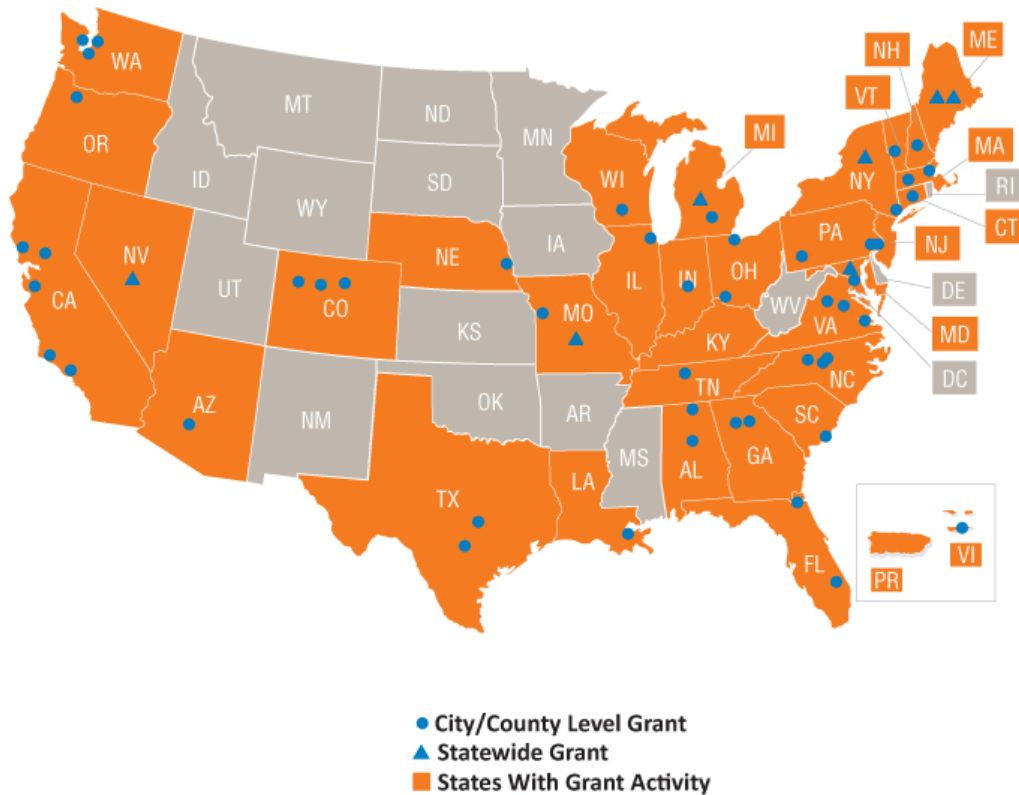 ME
NH
WA
VT
MT
ND
MN
MI
OR
MA
ID
SD
WI
RI
WY
NY
CT
IA
PA
NE
NJ
NV
OH
IL
IN
DE
UT
CO
WV
CA
MO
VA
KS
MD
KY
NC
DC
TN
OK
AZ
AR
SC
NM
MS
AL
GA
LA
TX
FL
VI
PR
City/County Level Grant
Statewide Grant
States With Grant Activity